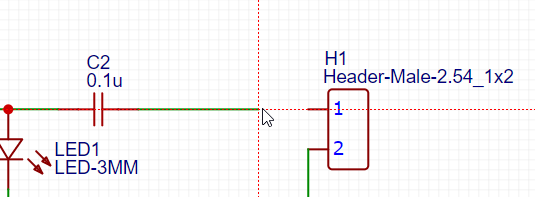 C2
0.1u
H1
Header-Male-2.54_1x2
1
2
LED1
LED-3MM